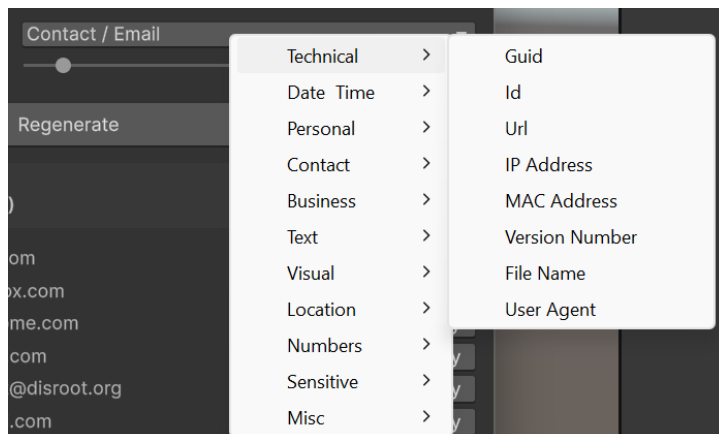 Contact / Email
Regenerate
)
om
ox.com
me.com
com
@disroot.org
.com
Technical
Date  Time
Personal
Contact
Business
Text
Visual
Location
Numbers
Sensitive
Misc
Guid
Id
Url
IP Address
MAC Address
Version Number
File Name
User Agent
y
y
y